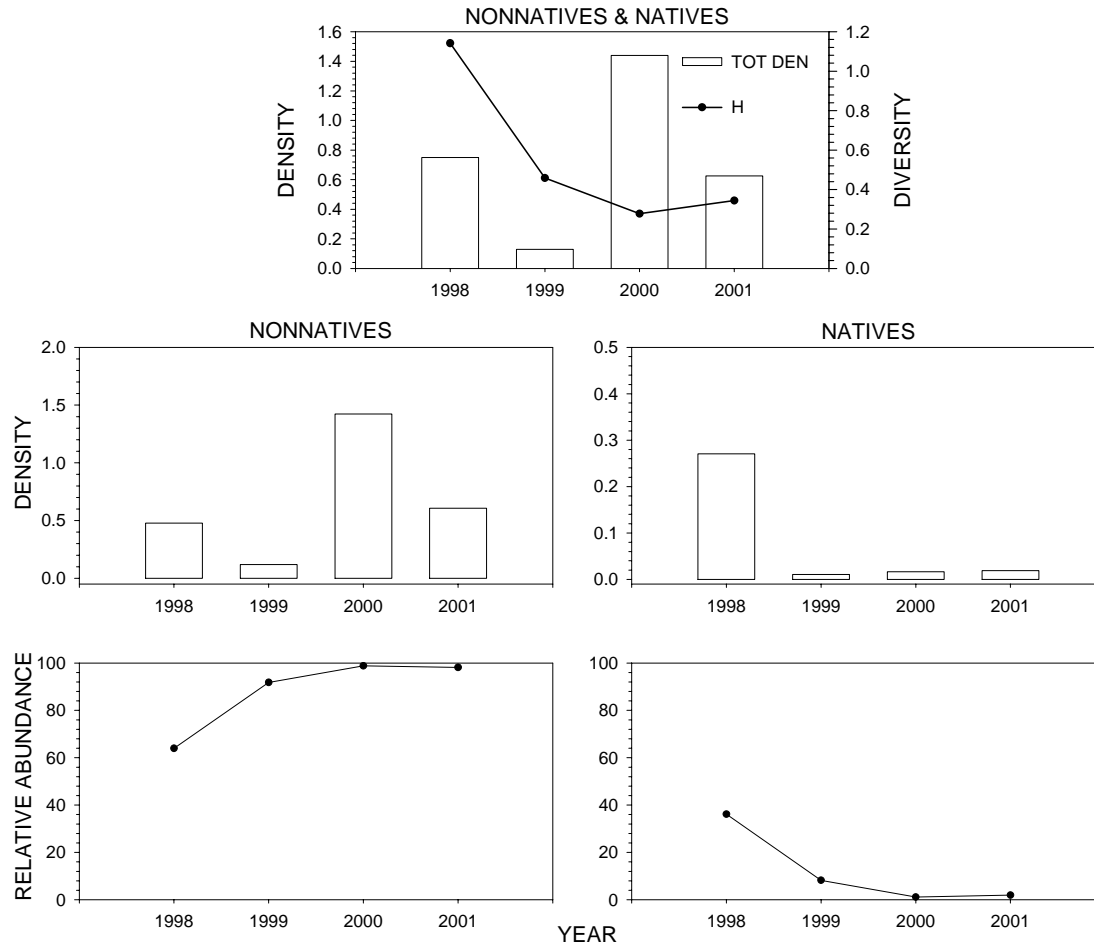 NONNATIVES & NATIVES
1.6
1.4
1.2
1.0
0.8
0.6
0.4
0.2
0.0
DENSITY
TOT DEN
H
1.2
1.0
0.8
0.6
0.4
0.2
0.0
DIVERSITY
1998 1999 2000 2001
NONNATIVES
2.0
1.5
1.0
0.5
0.0
DENSITY
1998 1999 2000 2001
NATIVES
0.5
0.4
0.3
0.2
0.1
0.0
1998 1999 2000 2001
RELATIVE ABUNDANCE
100
80
60
40
20
0
1998 1999 2000 2001
100
80
60
40
20
0
1998 1999 2000 2001
YEAR